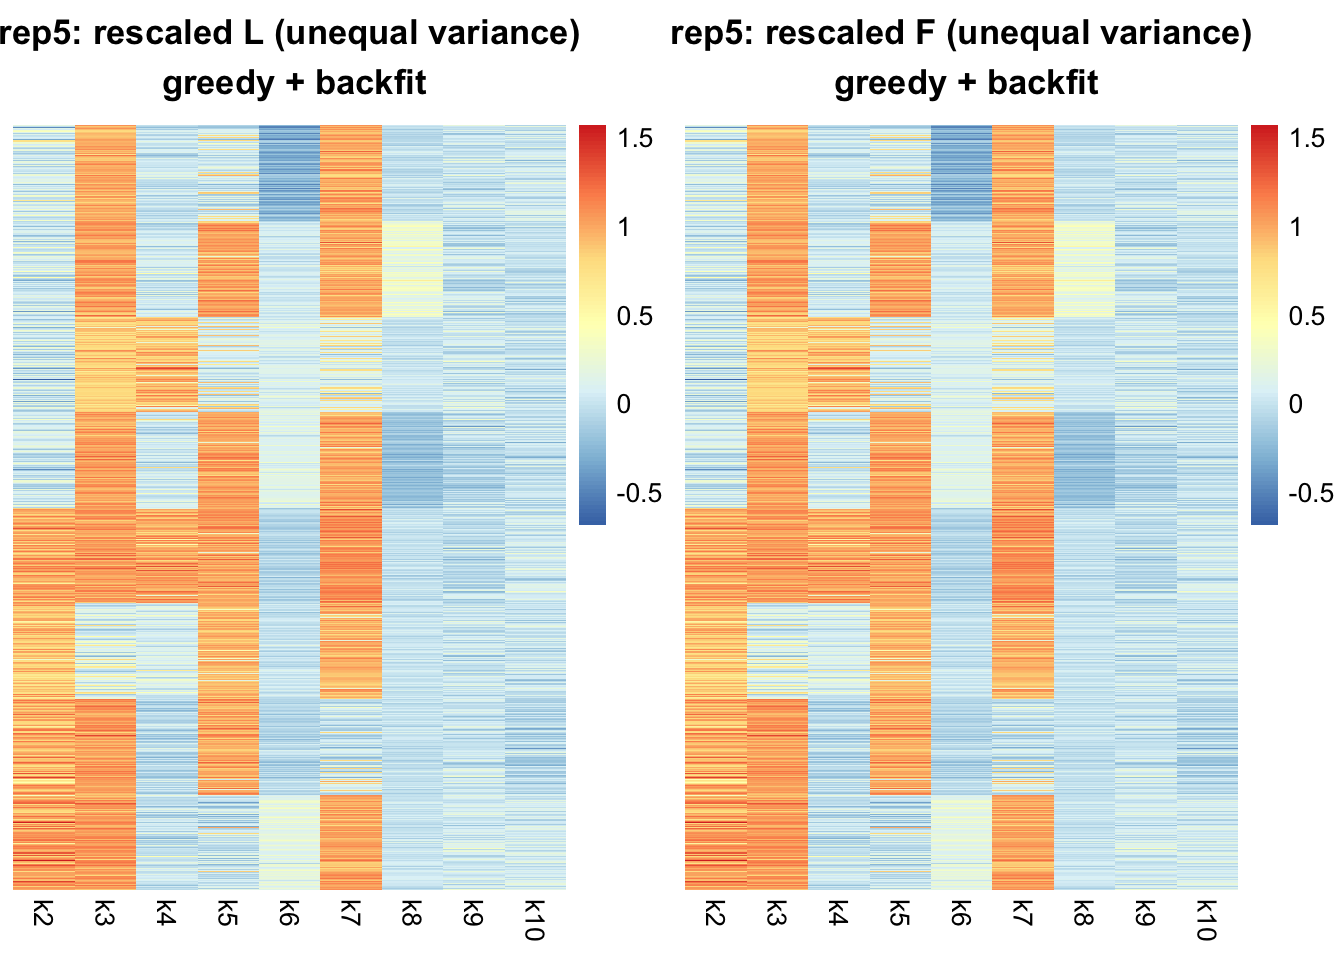 rep5: rescaled L (unequal variance)
greedy + backfit
1.5
1
0.5
0
-0.5
k2
k3
k4
k5
k6
k7
k8
k9
k10
rep5: rescaled F (unequal variance)
greedy + backfit
1.5
1
0.5
0
-0.5
k2
k3
k4
k5
k6
k7
k8
k9
k10